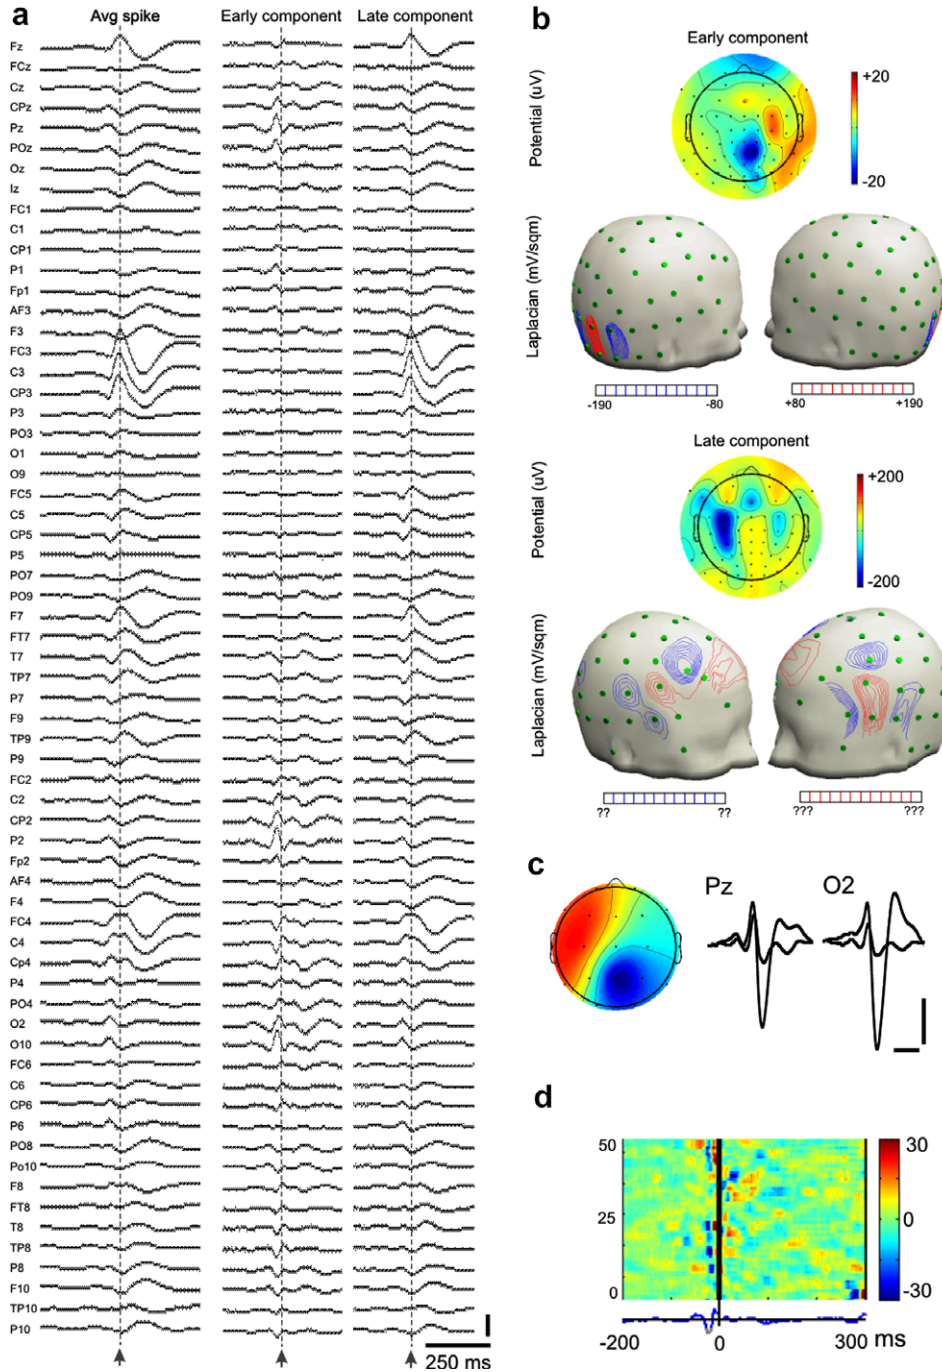 a
Avg spike Early component Late component
Fz
FCz
Cz
CPz
Pz
POz
Oz
Iz
FC1
C1
CP1
P1
Fp1
AF3
F3
FC3
C3
CP3
P3
PO3
O1
O9
FC5
C5
CP5
P5
PO7
PO9
F7
FT7
T7
TP7
P7
F9
TP9
P9
FC2
C2
CP2
P2
Fp2
AF4
F4
FC4
C4
Cp4
P4
PO4
O2
O10
FC6
C6
CP6
P6
PO8
Po10
F8
FT8
T8
TP8
P8
F10
TP10
P10
250 ms
b
Early component
Potential (uV)
+20
-20
Laplacian (mV/sqm)
-190 -80 +80 +190
Late component
Potential (uV)
+200
-200
Laplacian (mV/sqm)
?? ?? ??? ???
c
Pz O2
d
50
25
0
30
0
-30
-200 0 300 ms